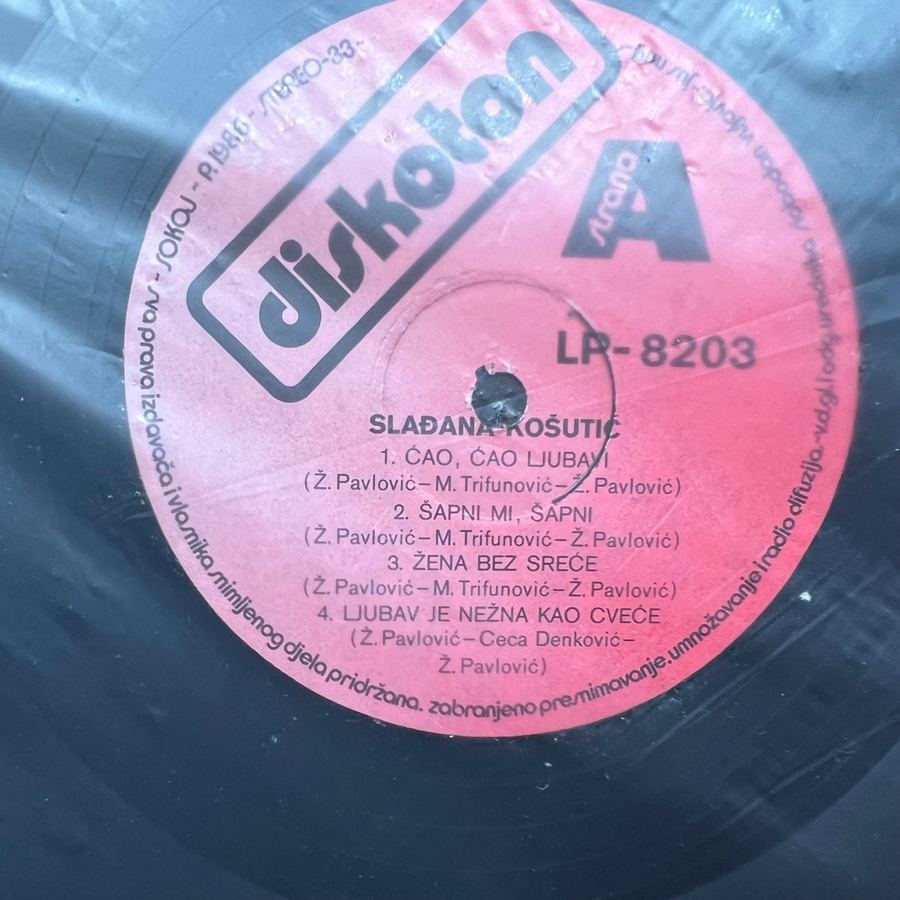 diskoton
strana
A
LP-8203
SLAĐANA KOŠUTIĆ
1. ĆAO, ĆAO LJUBAVI
(Ž. Pavlović – M. Trifunović – Ž. Pavlović)
2. ŠAPNI MI, ŠAPNI
(Ž. Pavlović – M. Trifunović – Ž. Pavlović)
3. ŽENA BEZ SREĆE
(Ž. Pavlović – M. Trifunović – Ž. Pavlović)
4. LJUBAV JE NEŽNA KAO CVEĆE
(Ž. Pavlović – Ceca Denković –
Ž. Pavlović)
STEREO-33
SOKOJ - p.1986 -
sva prava izdavača i vlasnika snimljenog djela pridržana. zabranjeno presnimavanje, umnožavanje i radio difuzija.